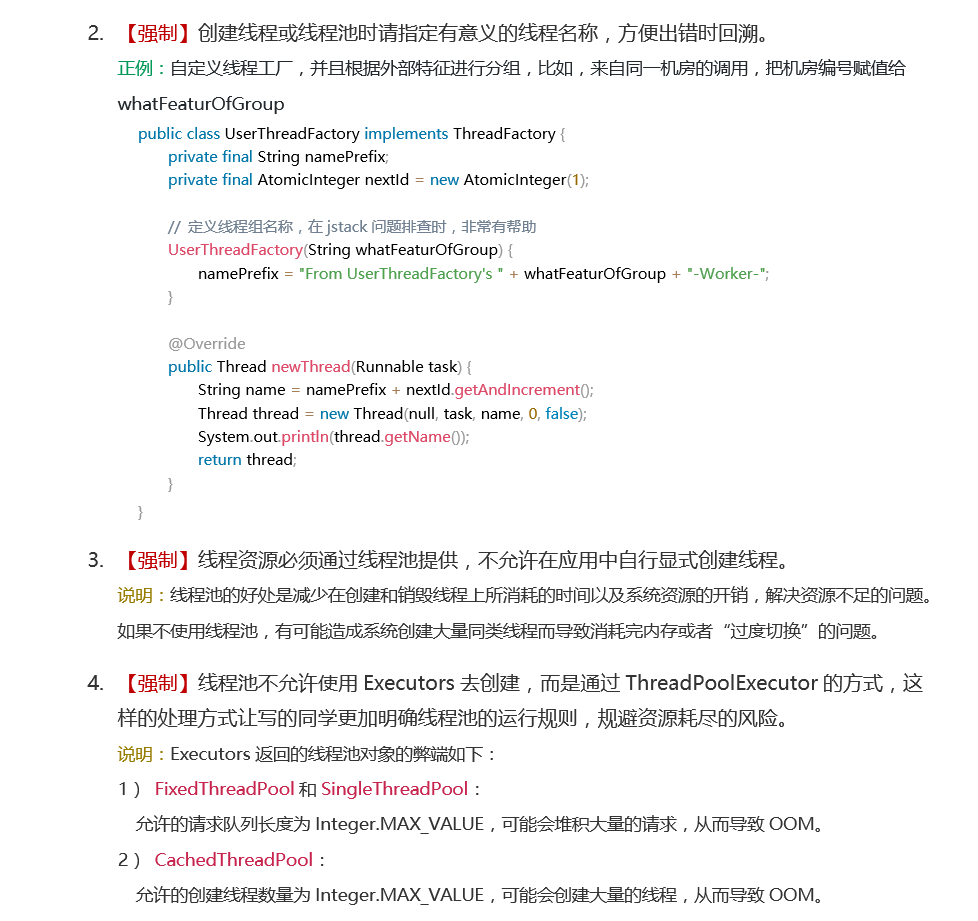 2. 【强制】创建线程或线程池时请指定有意义的线程名称，方便出错时回溯。
正例：自定义线程工厂，并且根据外部特征进行分组，比如，来自同一机房的调用，把机房编号赋值给
whatFeaturOfGroup
public class UserThreadFactory implements ThreadFactory {
private final String namePrefix;
private final AtomicInteger nextId = new AtomicInteger(1);
// 定义线程组名称，在 jstack 问题排查时，非常有帮助
UserThreadFactory(String whatFeaturOfGroup) {
namePrefix = "From UserThreadFactory's " + whatFeaturOfGroup + "-Worker-";
}
@Override
public Thread newThread(Runnable task) {
String name = namePrefix + nextId.getAndIncrement();
Thread thread = new Thread(null, task, name, 0, false);
System.out.println(thread.getName());
return thread;
}
}
3. 【强制】线程资源必须通过线程池提供，不允许在应用中自行显式创建线程。
说明：线程池的好处是减少在创建和销毁线程上所消耗的时间以及系统资源的开销，解决资源不足的问题。
如果不使用线程池，有可能造成系统创建大量同类线程而导致消耗完内存或者“过度切换”的问题。
4. 【强制】线程池不允许使用 Executors 去创建，而是通过 ThreadPoolExecutor 的方式，这
样的处理方式让写的同学更加明确线程池的运行规则，规避资源耗尽的风险。
说明：Executors 返回的线程池对象的弊端如下：
1） FixedThreadPool 和 SingleThreadPool：
允许的请求队列长度为 Integer.MAX_VALUE，可能会堆积大量的请求，从而导致 OOM。
2） CachedThreadPool：
允许的创建线程数量为 Integer.MAX_VALUE，可能会创建大量的线程，从而导致 OOM。